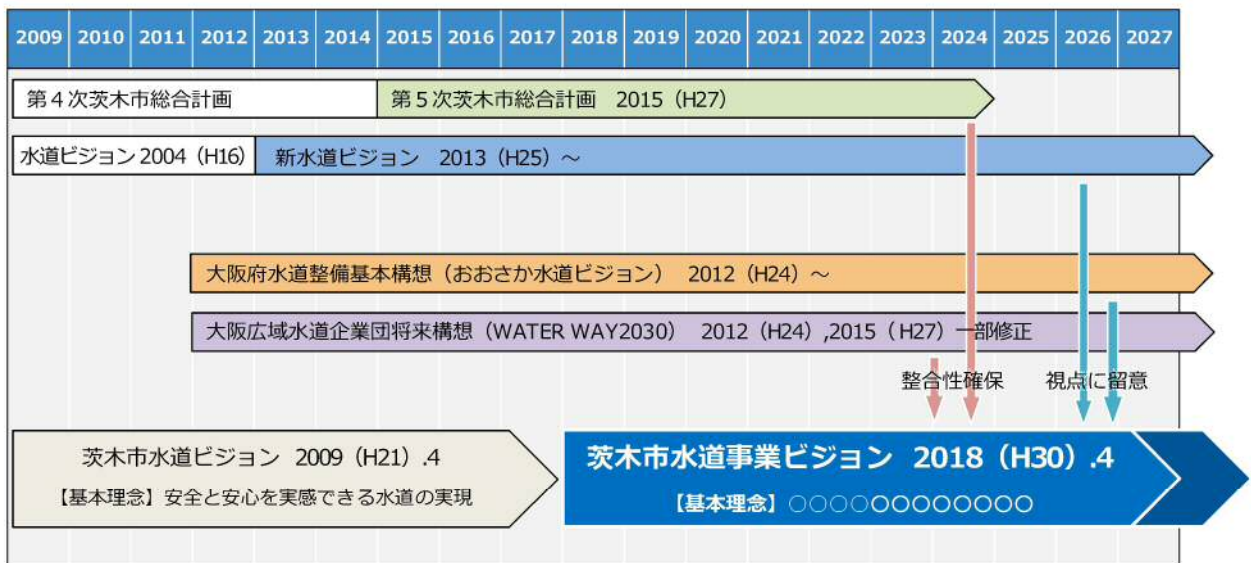 2009 2010 2011 2012 2013 2014 2015 2016 2017 2018 2019 2020 2021 2022 2023 2024 2025 2026 2027
第４次茨木市総合計画 第５次茨木市総合計画　2015（H27）
水道ビジョン 2004（H16） 新水道ビジョン　2013（H25）～
大阪府水道整備基本構想（おおさか水道ビジョン）　2012（H24）～
大阪広域水道企業団将来構想（WATER WAY2030）　2012（H24）,2015（H27）一部修正
整合性確保 視点に留意
茨木市水道ビジョン　2009（H21）.4
【基本理念】安全と安心を実感できる水道の実現
茨木市水道事業ビジョン　2018（H30）.4
【基本理念】○○○○○○○○○○○○○